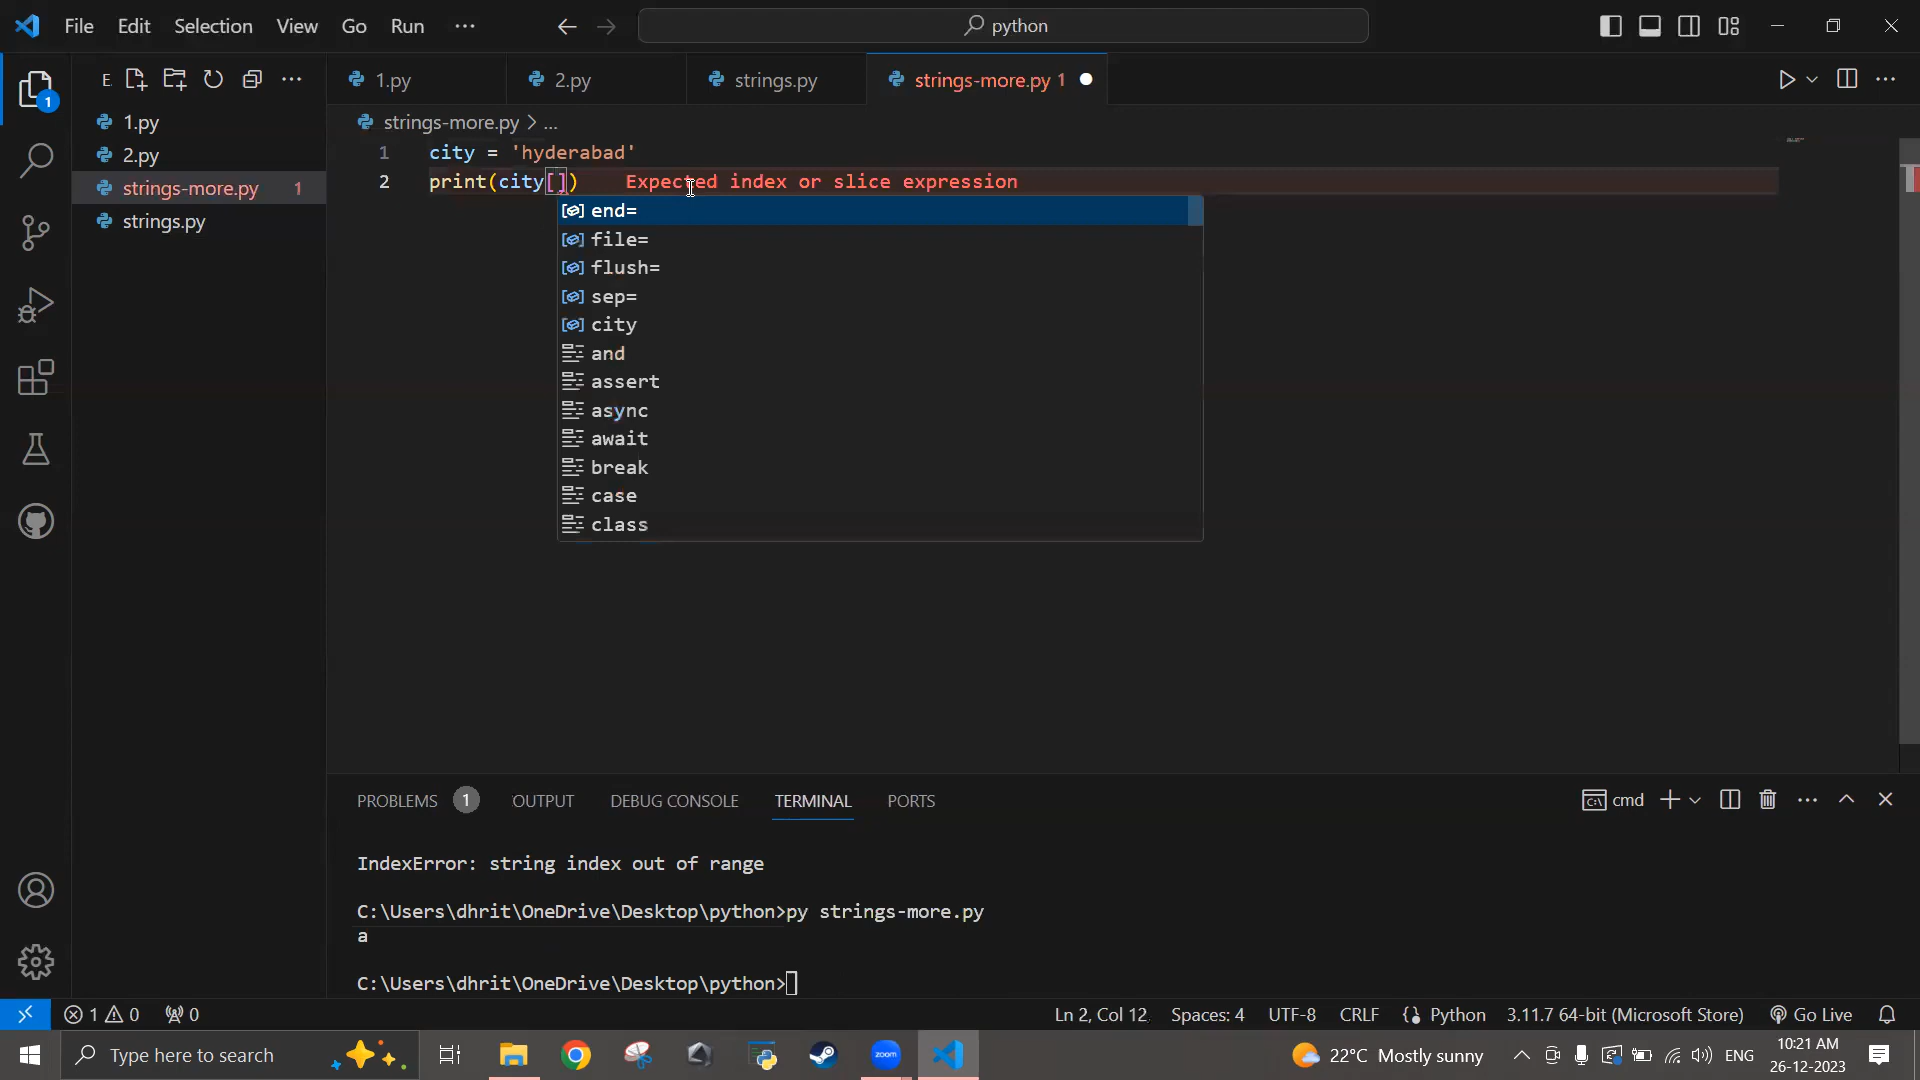 File Edit Selection View Go Run ...
python
E
1.py 2.py strings.py strings-more.py 1
1.py
2.py
strings-more.py 1
strings.py
strings-more.py > ...
1 city = 'hyderabad'
2 print(city[]) Expected index or slice expression
end=
file=
flush=
sep=
city
and
assert
async
await
break
case
class
1
PROBLEMS 1 OUTPUT DEBUG CONSOLE TERMINAL PORTS
cmd
IndexError: string index out of range
C:\Users\dhrit\OneDrive\Desktop\python>py strings-more.py
a
C:\Users\dhrit\OneDrive\Desktop\python>
1 0 0 Ln 2, Col 12 Spaces: 4 UTF-8 CRLF Python 3.11.7 64-bit (Microsoft Store) Go Live
Type here to search
zoom
22°C Mostly sunny
ENG
10:21 AM
26-12-2023